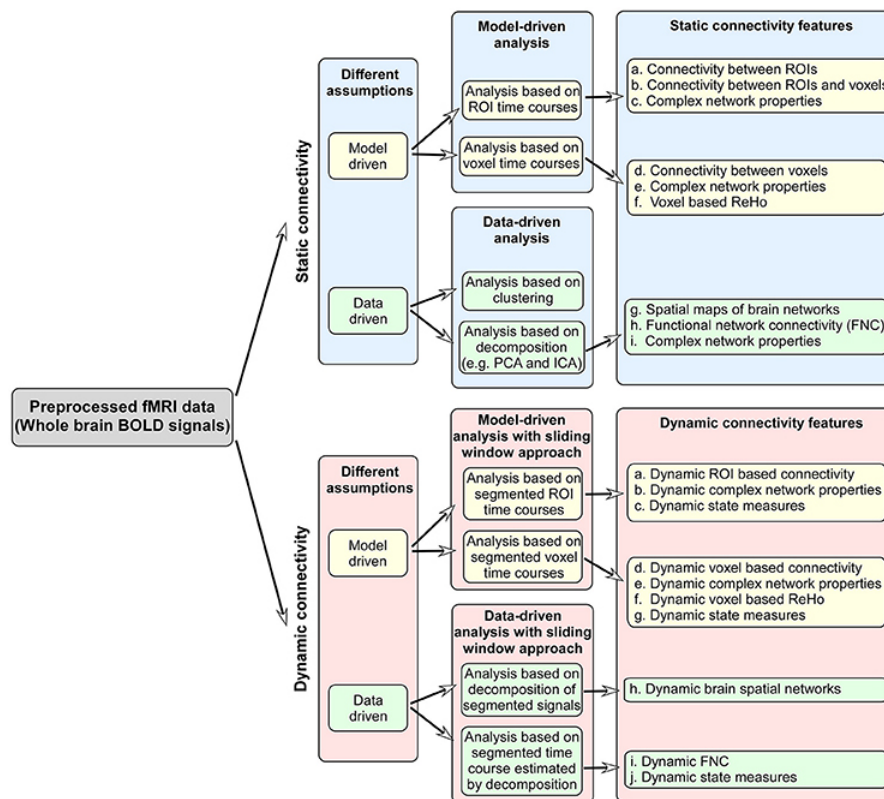 Preprocessed fMRI data
(Whole brain BOLD signals)
Static connectivity
Different
assumptions
Model
driven
Data
driven
Model-driven
analysis
Analysis based on
ROI time courses
Analysis based on
voxel time courses
Data-driven
analysis
Analysis based on
clustering
Analysis based on
decomposition
(e.g. PCA and ICA)
Static connectivity features
a. Connectivity between ROIs
b. Connectivity between ROIs and voxels
c. Complex network properties
d. Connectivity between voxels
e. Complex network properties
f. Voxel based ReHo
g. Spatial maps of brain networks
h. Functional network connectivity (FNC)
i. Complex network properties
Dynamic connectivity
Different
assumptions
Model
driven
Data
driven
Model-driven
analysis with sliding
window approach
Analysis based on
segmented ROI
time courses
Analysis based on
segmented voxel
time courses
Data-driven
analysis with sliding
window approach
Analysis based on
decomposition of
segmented signals
Analysis based on
segmented time
course estimated
by decomposition
Dynamic connectivity features
a. Dynamic ROI based connectivity
b. Dynamic complex network properties
c. Dynamic state measures
d. Dynamic voxel based connectivity
e. Dynamic complex network properties
f. Dynamic voxel based ReHo
g. Dynamic state measures
h. Dynamic brain spatial networks
i. Dynamic FNC
j. Dynamic state measures